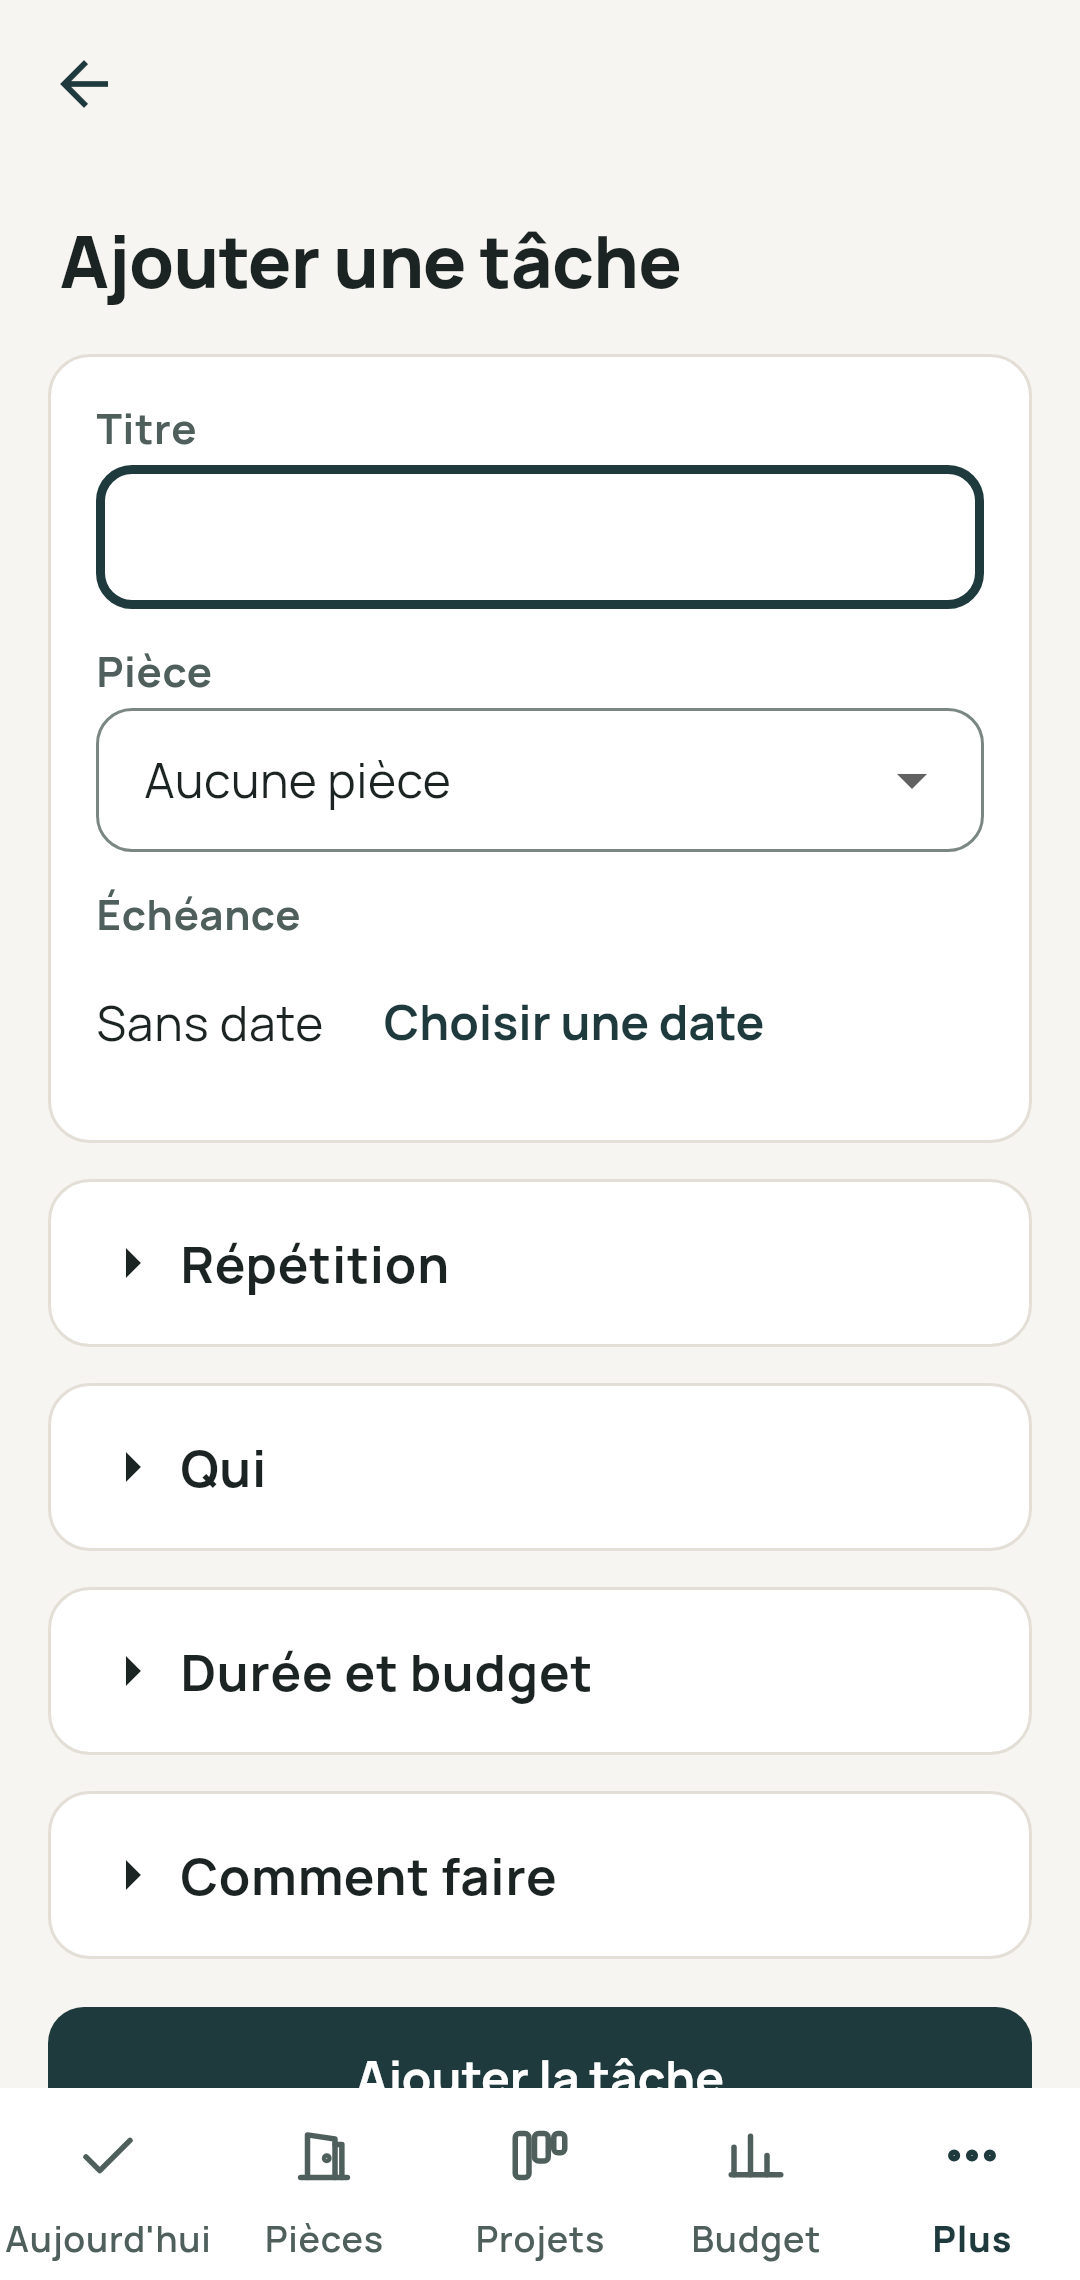 Ajouter une tâche
Titre
Pièce
Aucune pièce
Échéance
Sans date Choisir une date
Répétition
Qui
Durée et budget
Comment faire
Ajouter la tâche
Aujourd'hui Pièces Projets Budget Plus